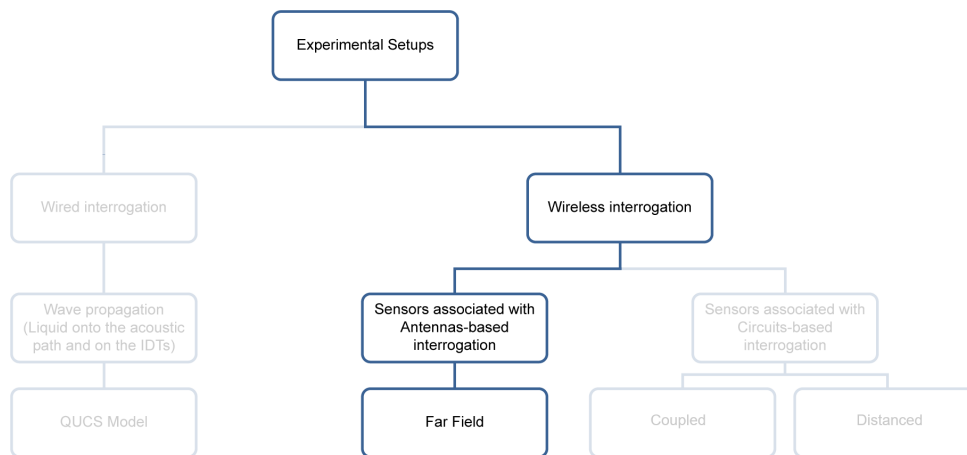 Experimental Setups
Wired interrogation
Wireless interrogation
Wave propagation
(Liquid onto the acoustic
path and on the IDTs)
Sensors associated with
Antennas-based
interrogation
Sensors associated with
Circuits-based
interrogation
QUCS Model
Far Field
Coupled
Distanced